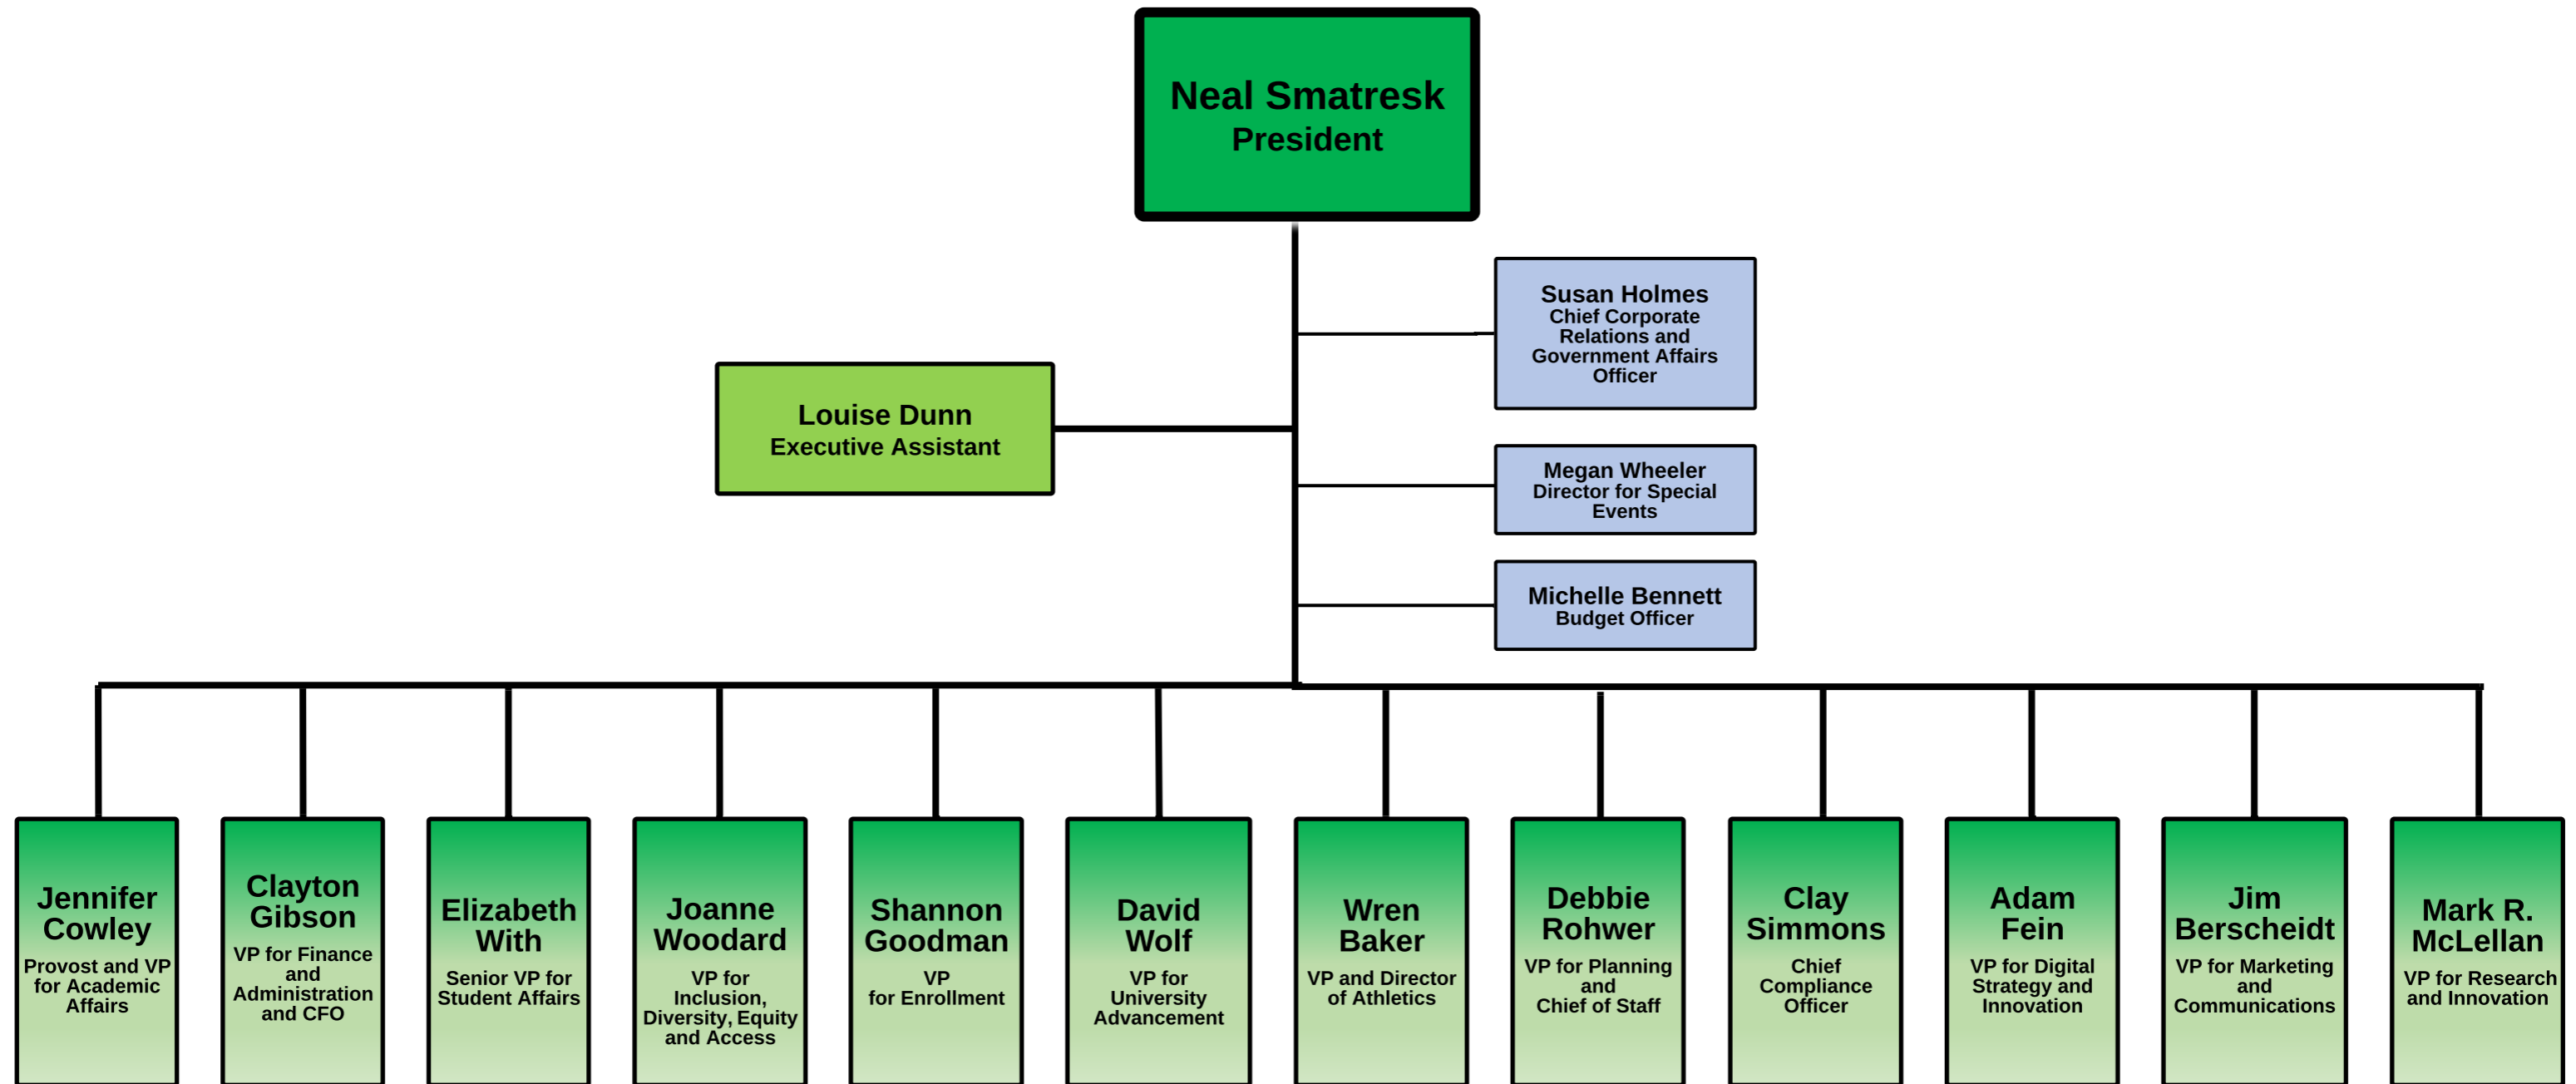 Neal Smatresk
President
Susan Holmes
Chief Corporate
Relations and
Government Affairs
Officer
Louise Dunn
Executive Assistant
Megan Wheeler
Director for Special
Events
Michelle Bennett
Budget Officer
Jennifer
Cowley
Provost and VP
for Academic
Affairs
Clayton
Gibson
VP for Finance
and
Administration
and CFO
Elizabeth
With
Senior VP for
Student Affairs
Joanne
Woodard
VP for
Inclusion,
Diversity, Equity
and Access
Shannon
Goodman
VP
for Enrollment
David
Wolf
VP for
University
Advancement
Wren
Baker
VP and Director
of Athletics
Debbie
Rohwer
VP for Planning
and
Chief of Staff
Clay
Simmons
Chief
Compliance
Officer
Adam
Fein
VP for Digital
Strategy and
Innovation
Jim
Berscheidt
VP for Marketing
and
Communications
Mark R.
McLellan
VP for Research
and Innovation